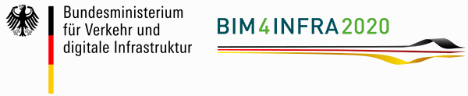 Bundesministerium
für Verkehr und
digitale Infrastruktur
BIM4INFRA2020